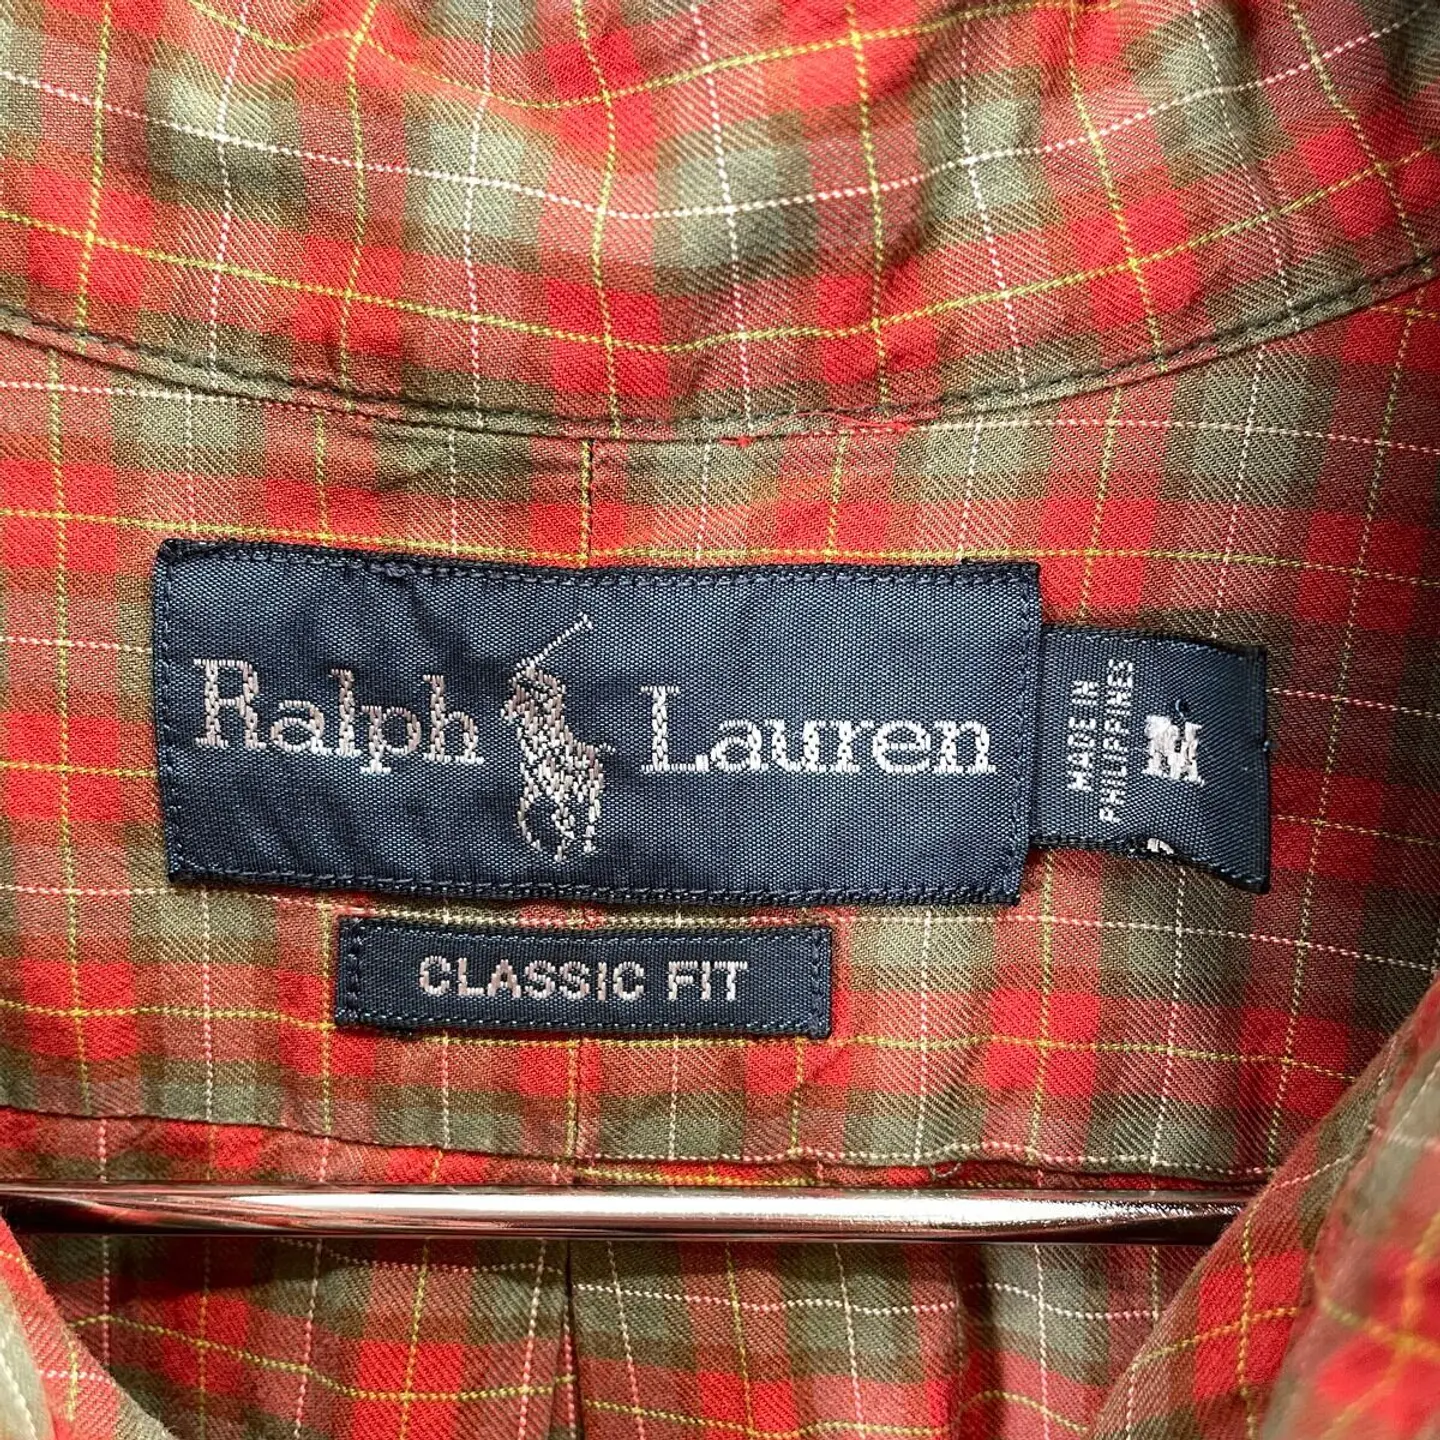 Ralph Lauren
MADE IN
PHILIPPINES
M
CLASSIC FIT